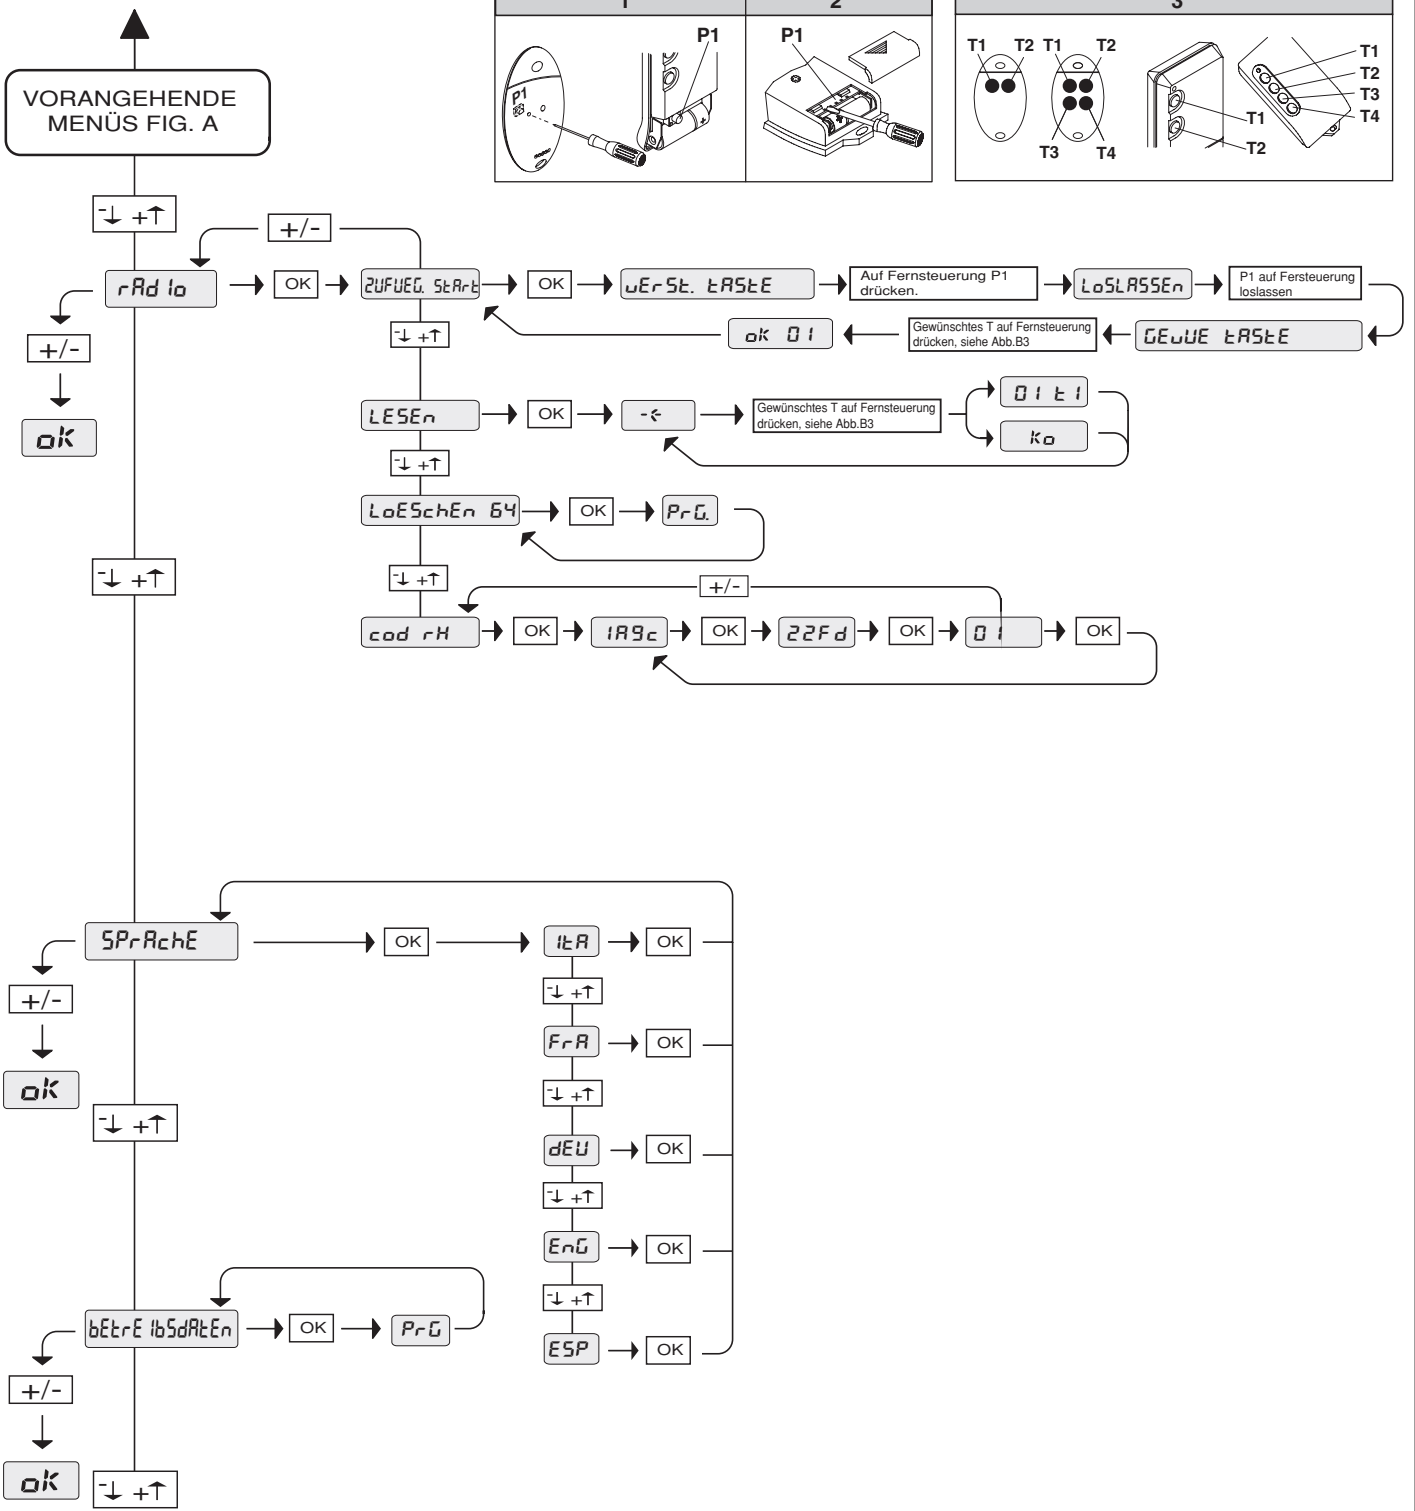 1 2 3
P1 P1 P1
T1 T2 T1 T2
T3 T4
T1
T2
T1
T2
T3
T4
VORANGEHENDE
MENÜS FIG. A
-↓ +↑
+/-
rAdIo OK ZUFUEG. StArt OK vErSt. tAStE Auf Fernsteuerung P1
drücken. LoSLASSEn P1 auf Fersteuerung
loslassen
+/-
ok
-↓ +↑
ok 01 Gewünschtes T auf Fernsteuerung
drücken, siehe Abb.B3 GEvUE tAStE
LESEn OK -< Gewünschtes T auf Fernsteuerung
drücken, siehe Abb.B3 01 t1
Ko
-↓ +↑
LoESchEn 64 OK PrG.
-↓ +↑
-↓ +↑
+/-
cod rH OK 1A9c OK 22Fd OK 01 OK
SPrAchE OK ItA OK
+/-
ok
-↓ +↑
FrA OK
-↓ +↑
-↓ +↑
dEU OK
-↓ +↑
EnG OK
-↓ +↑
bEtrEIbSdAtEn OK PrG
ESP OK
+/-
ok
-↓ +↑